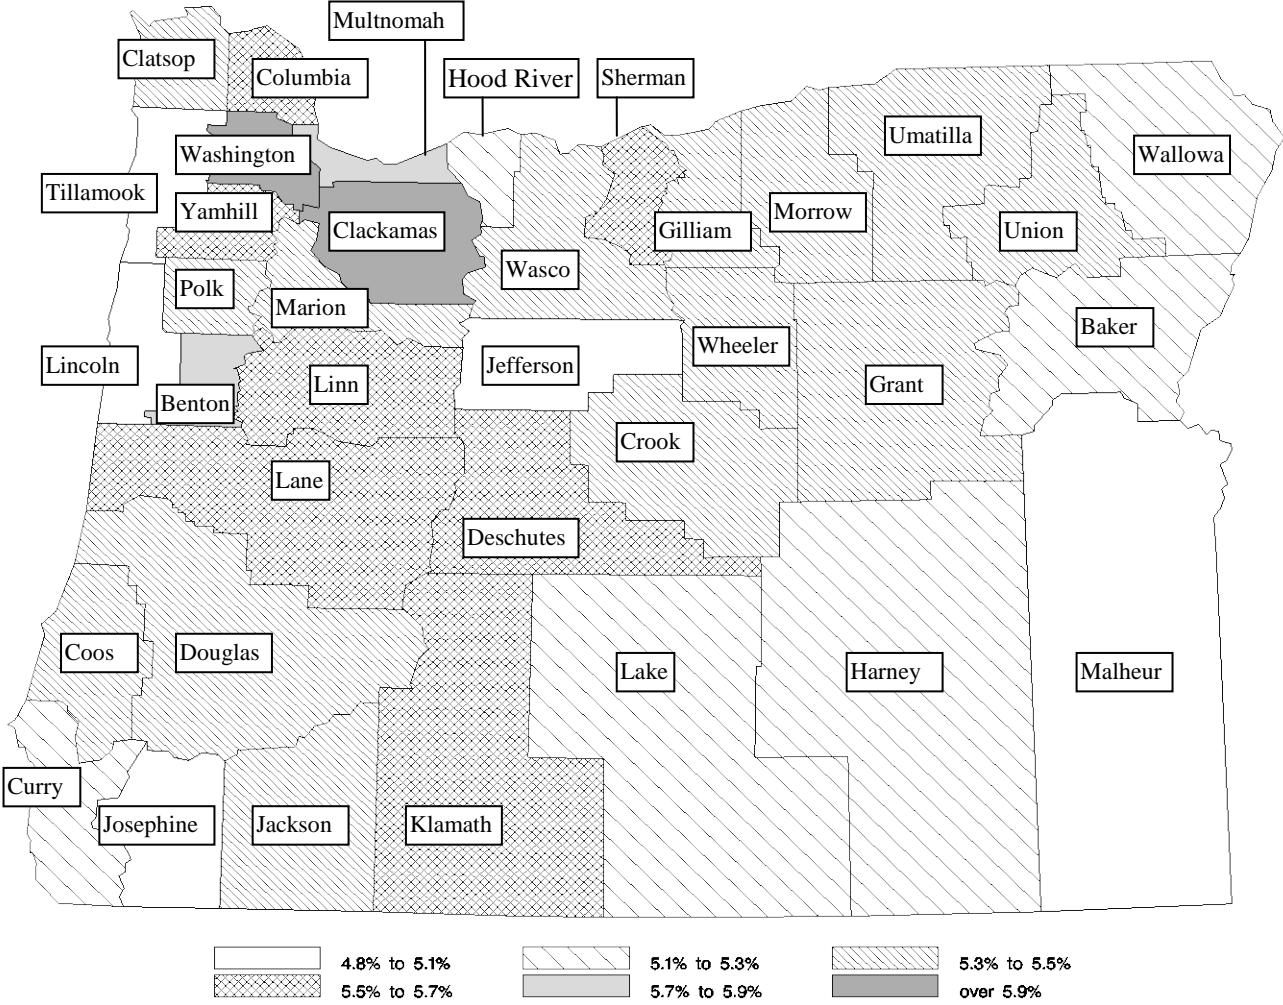 Multnomah
Clatsop
Columbia
Hood River
Sherman
Umatilla
Washington
Wallowa
Tillamook
Yamhill
Clackamas
Gilliam
Morrow
Union
Wasco
Polk
Marion
Baker
Wheeler
Lincoln
Jefferson
Linn
Grant
Benton
Crook
Lane
Deschutes
Coos
Douglas
Lake
Harney
Malheur
Curry
Josephine
Jackson
Klamath
4.8% to 5.1%
5.1% to 5.3%
5.3% to 5.5%
5.5% to 5.7%
5.7% to 5.9%
over 5.9%